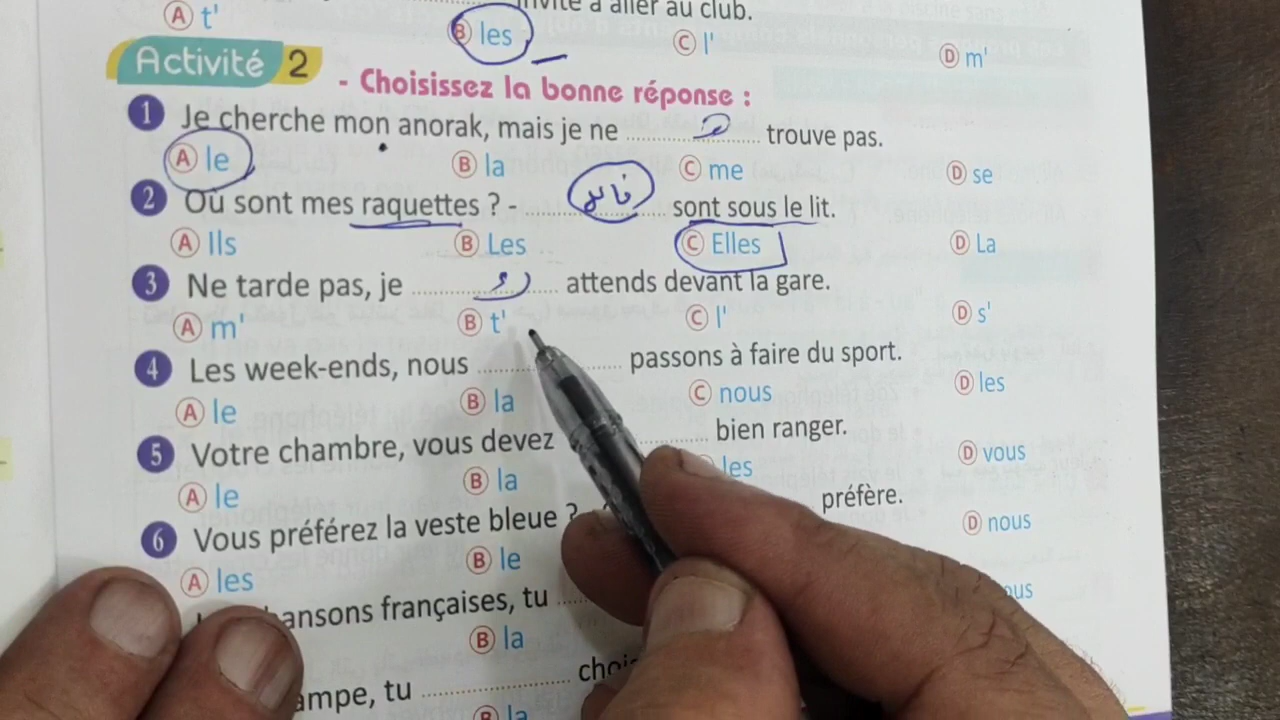 invite à aller au club.
A t' B les C l' D m'
Activité 2
- Choisissez la bonne réponse :
1 Je cherche mon anorak, mais je ne .................... trouve pas.
A le B la C me D se
2 Où sont mes raquettes ? - .................... sont sous le lit.
A Ils B Les C Elles D La
3 Ne tarde pas, je .................... attends devant la gare.
A m' B t' C l' D s'
4 Les week-ends, nous .................... passons à faire du sport.
A le B la C nous D les
5 Votre chambre, vous devez .......... bien ranger.
A le B la les D vous
6 Vous préférez la veste bleue ? préfère.
A les B le D nous
ansons françaises, tu .....
B la
ampe, tu ....................
B la